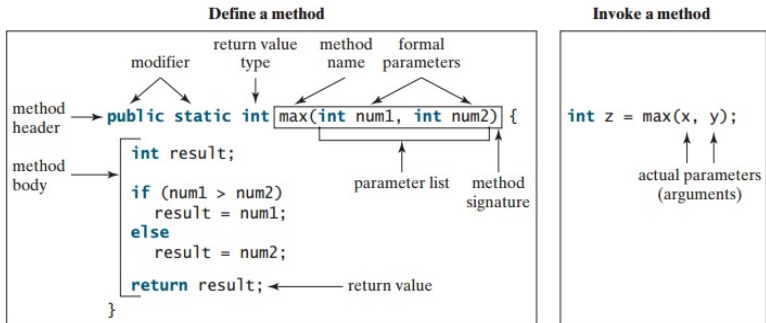 Define a method
Invoke a method
return value type
method name
formal parameters
modifier
method header
public static int max(int num1, int num2) {
int z = max(x, y);
int result;
method body
parameter list
method signature
actual parameters (arguments)
if (num1 > num2)
result = num1;
else
result = num2;
return result;
return value
}